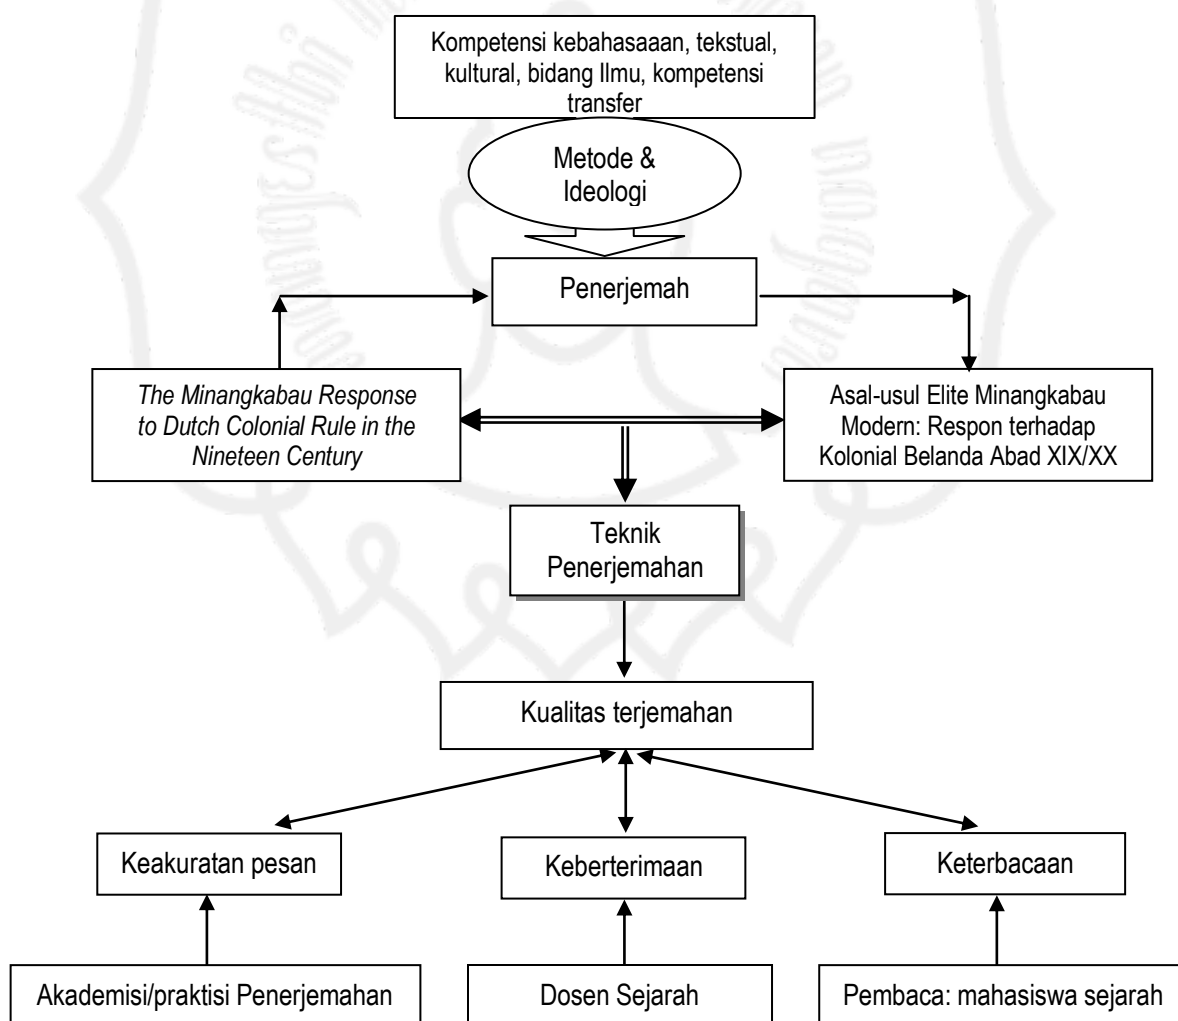 Kompetensi kebahasaaan, tekstual,
kultural, bidang Ilmu, kompetensi
transfer
Metode &
Ideologi
Penerjemah
The Minangkabau Response
to Dutch Colonial Rule in the
Nineteen Century
Asal-usul Elite Minangkabau
Modern: Respon terhadap
Kolonial Belanda Abad XIX/XX
Teknik
Penerjemahan
Kualitas terjemahan
Keakuratan pesan
Keberterimaan
Keterbacaan
Akademisi/praktisi Penerjemahan
Dosen Sejarah
Pembaca: mahasiswa sejarah